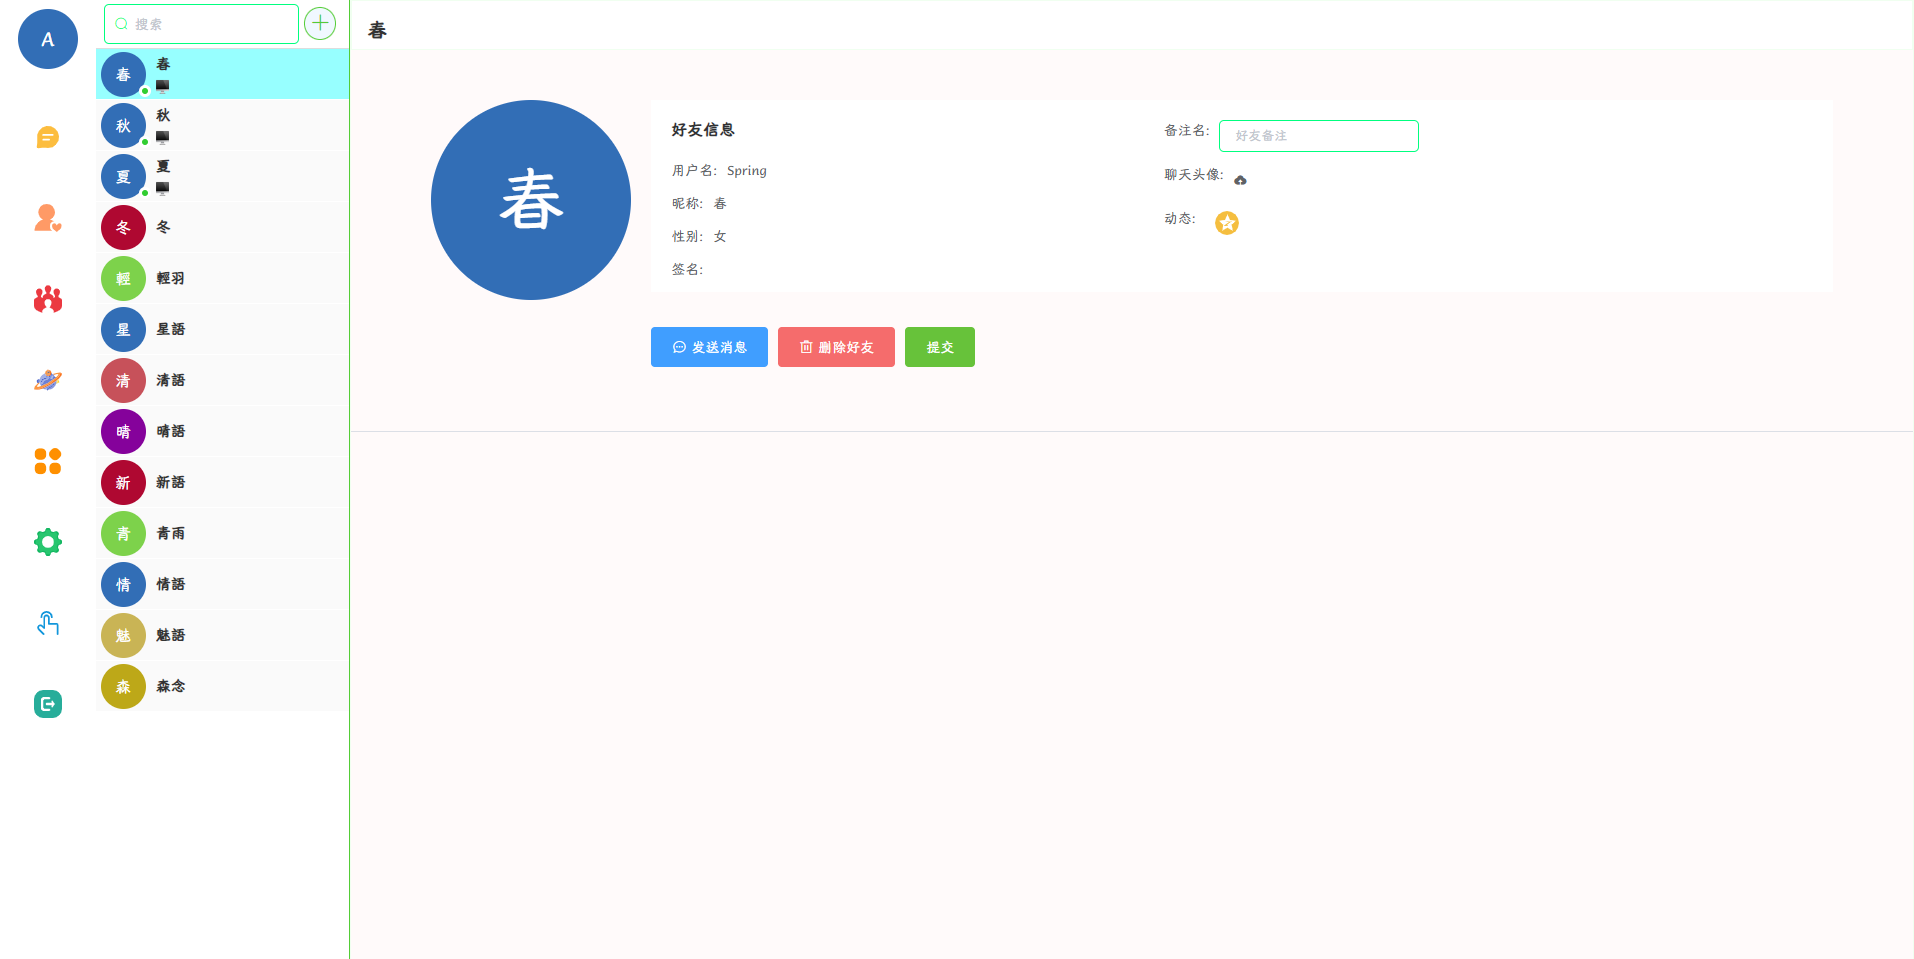 A
搜索
春
春
秋
秋
夏
夏
冬
冬
輕
輕羽
星
星語
清
清語
晴
晴語
新
新語
青
青雨
情
情語
魅
魅語
森
森念
春
春
好友信息
用户名: Spring
昵称: 春
性别: 女
签名:
备注名: 好友备注
聊天头像:
动态:
发送消息
删除好友
提交